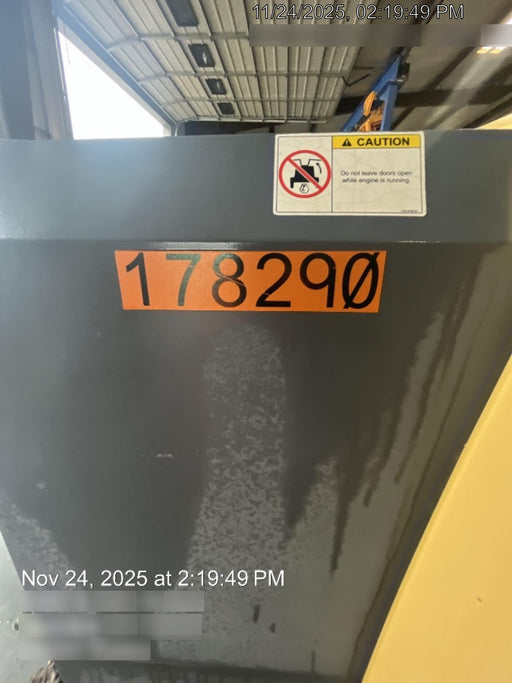 11/24/2025, 02:19:49 PM
CAUTION
Do not leave doors open
while engine is running.
178290
Nov 24, 2025 at 2:19:49 PM